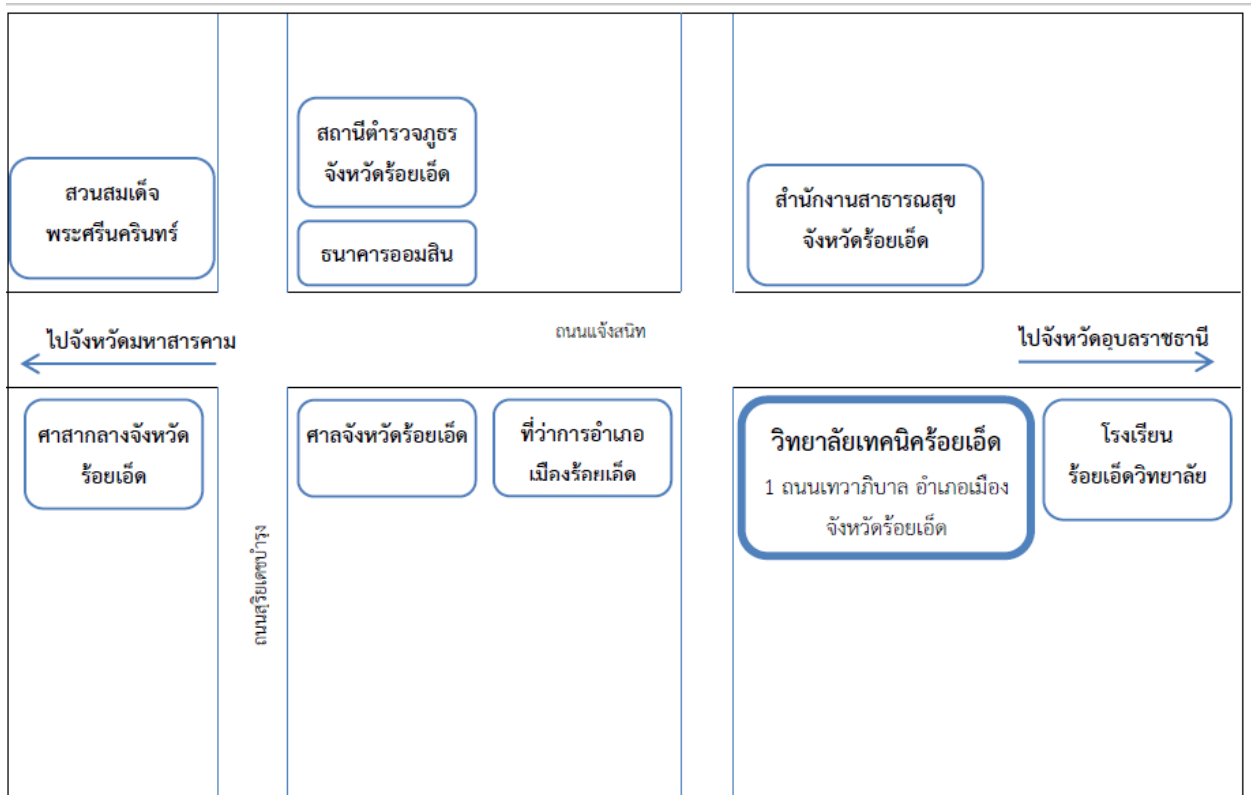 สถานีตำรวจภูธร
จังหวัดร้อยเอ็ด
สวนสมเด็จ
พระศรีนครินทร์
สำนักงานสาธารณสุข
จังหวัดร้อยเอ็ด
ธนาคารออมสิน
ไปจังหวัดมหาสารคาม
ถนนแจ้งสนิท
ไปจังหวัดอุบลราชธานี
ศาสากลางจังหวัด
ร้อยเอ็ด
ศาลจังหวัดร้อยเอ็ด
ที่ว่าการอำเภอ
เมืองร้อยเอ็ด
วิทยาลัยเทคนิคร้อยเอ็ด
1 ถนนเทวาภิบาล อำเภอเมือง
จังหวัดร้อยเอ็ด
โรงเรียน
ร้อยเอ็ดวิทยาลัย
ถนนสุริยเดชบำรุง